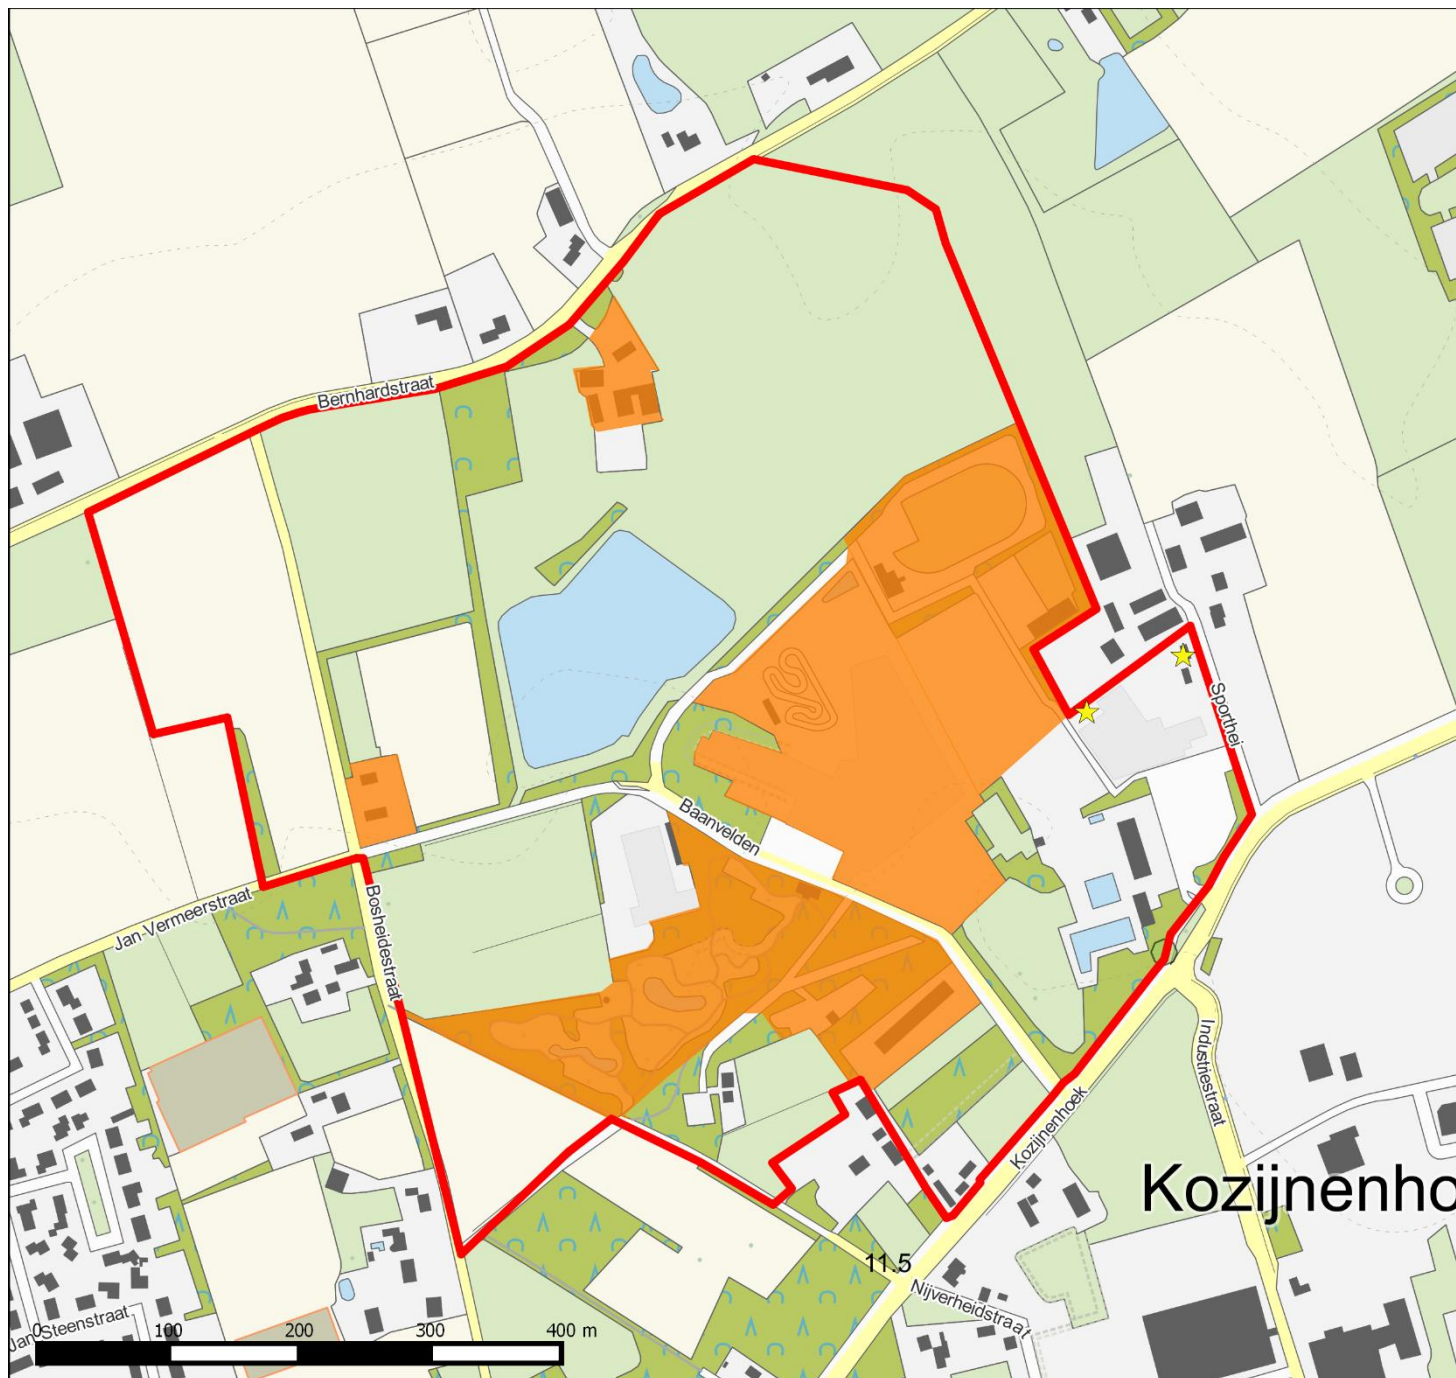 Bernhardstraat
Sporthei
Baanvelden
Jan Vermeerstraat
Bosheidestraat
Industriestraat
Kozijnenhoek
Kozijnenho
11.5
Nijverheidstraat
Jan Steenstraat
0 100 200 300 400 m